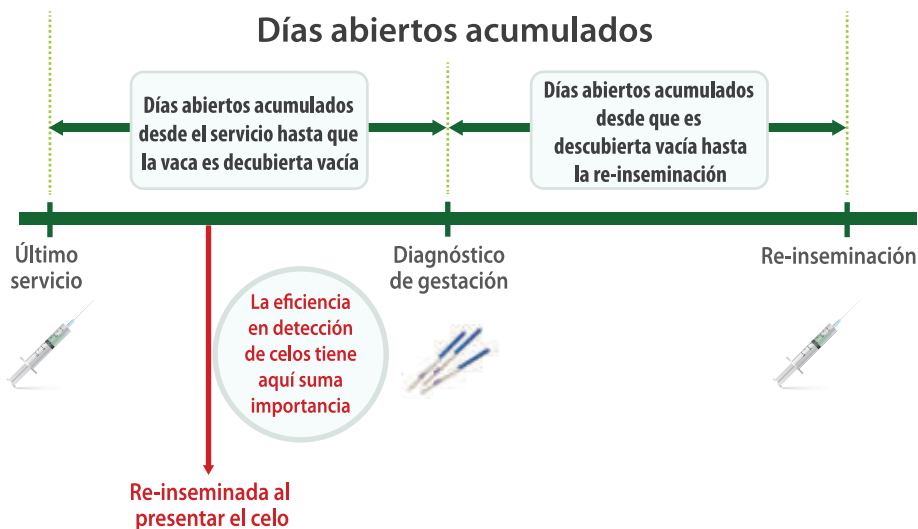 Días abiertos acumulados
Días abiertos acumulados
desde el servicio hasta que
la vaca es decubierta vacía
Días abiertos acumulados
desde que es
descubierta vacía hasta
la re-inseminación
Último
servicio
Diagnóstico
de gestación
Re-inseminación
La eficiencia
en detección
de celos tiene
aquí suma
importancia
Re-inseminada al
presentar el celo